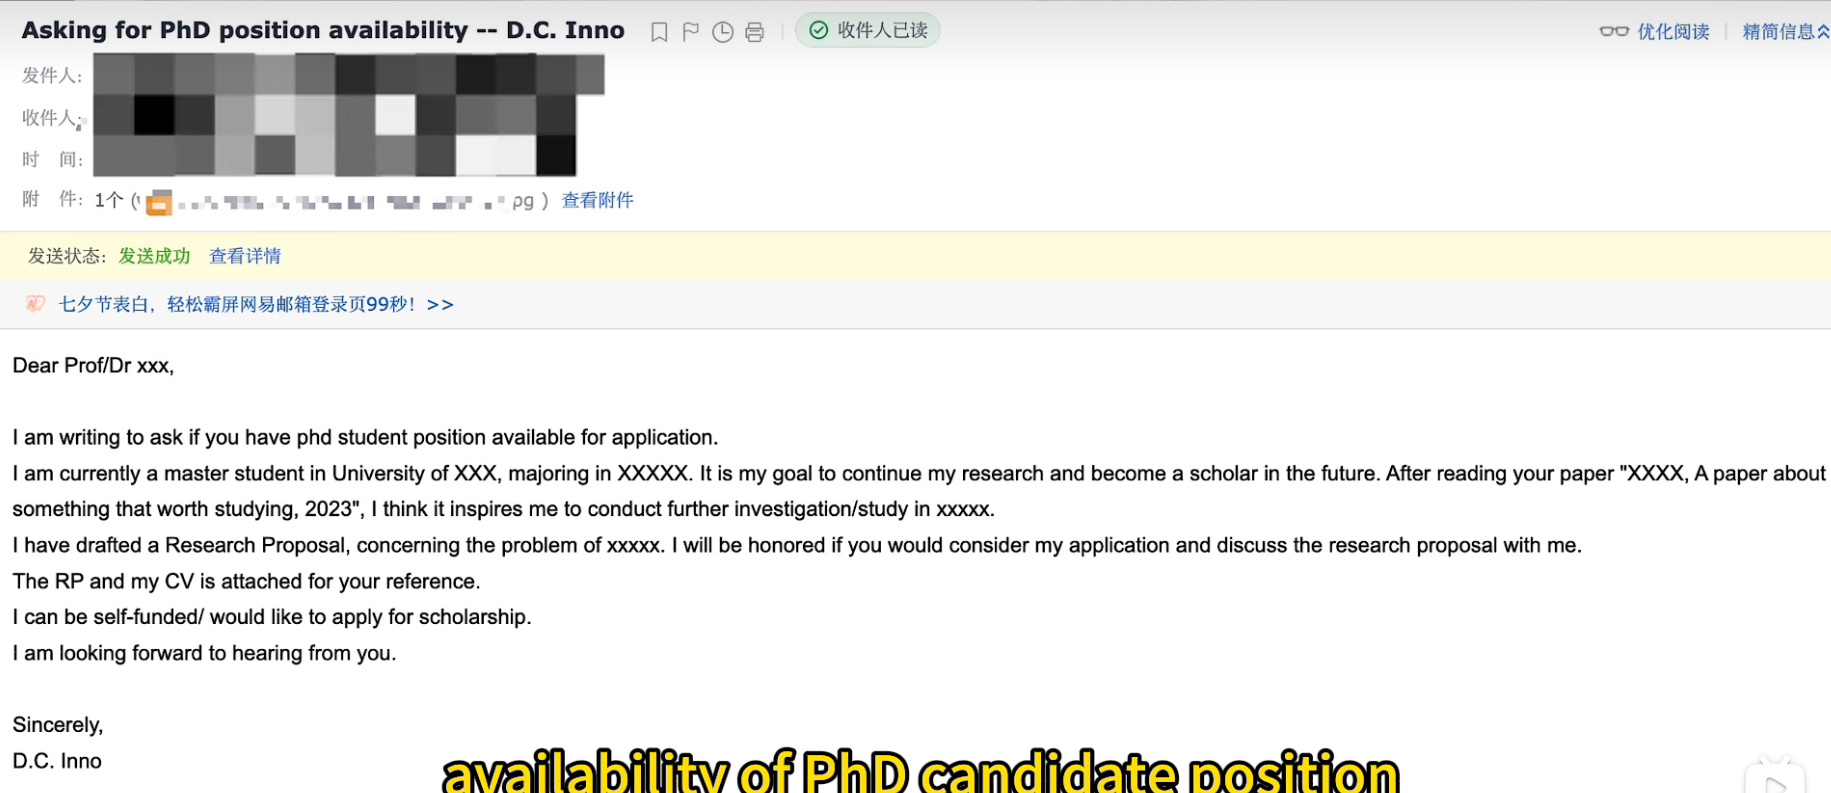 Asking for PhD position availability -- D.C. Inno
收件人已读
优化阅读
精简信息
发件人:
收件人:
时 间:
附 件: 1个 ( pg ) 查看附件
发送状态: 发送成功 查看详情
七夕节表白，轻松霸屏网易邮箱登录页99秒！ >>
Dear Prof/Dr xxx,
I am writing to ask if you have phd student position available for application.
I am currently a master student in University of XXX, majoring in XXXXX. It is my goal to continue my research and become a scholar in the future. After reading your paper "XXXX, A paper about
something that worth studying, 2023", I think it inspires me to conduct further investigation/study in xxxxx.
I have drafted a Research Proposal, concerning the problem of xxxxx. I will be honored if you would consider my application and discuss the research proposal with me.
The RP and my CV is attached for your reference.
I can be self-funded/ would like to apply for scholarship.
I am looking forward to hearing from you.
Sincerely,
D.C. Inno
availability of PhD candidate position